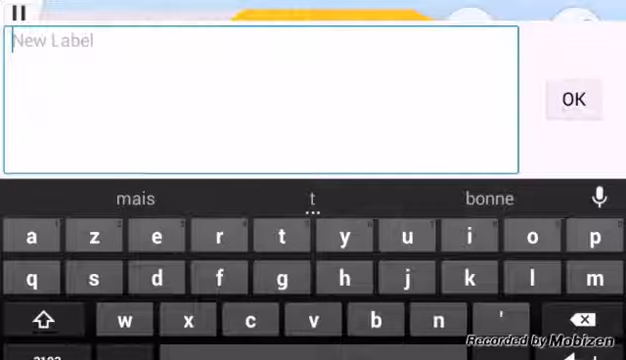 New Label
OK
mais t bonne
a z e r t y u i o p
q s d f g h j k l m
w x c v b n '
Recorded by Mobizen